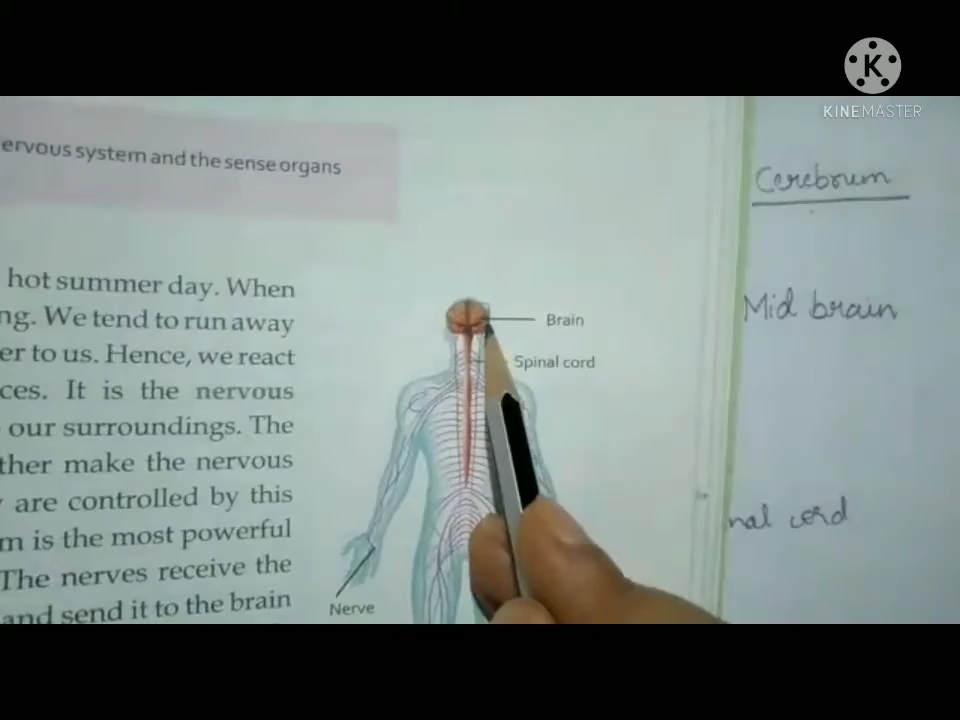 KINEMASTER
ervous system and the sense organs
hot summer day. When
ng. We tend to run away
er to us. Hence, we react
ces. It is the nervous
our surroundings. The
ther make the nervous
are controlled by this
m is the most powerful
The nerves receive the
and send it to the brain
Brain
Spinal cord
Nerve
Cerebrum
Mid brain
nal cord